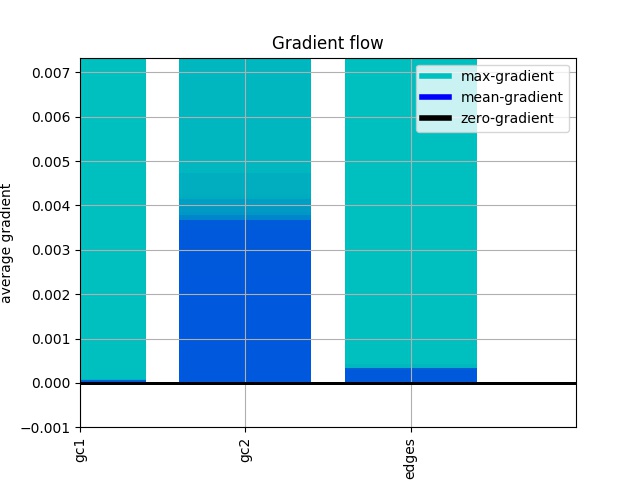 Gradient flow
max-gradient
mean-gradient
zero-gradient
average gradient
0.007
0.006
0.005
0.004
0.003
0.002
0.001
0.000
−0.001
gc1
gc2
edges